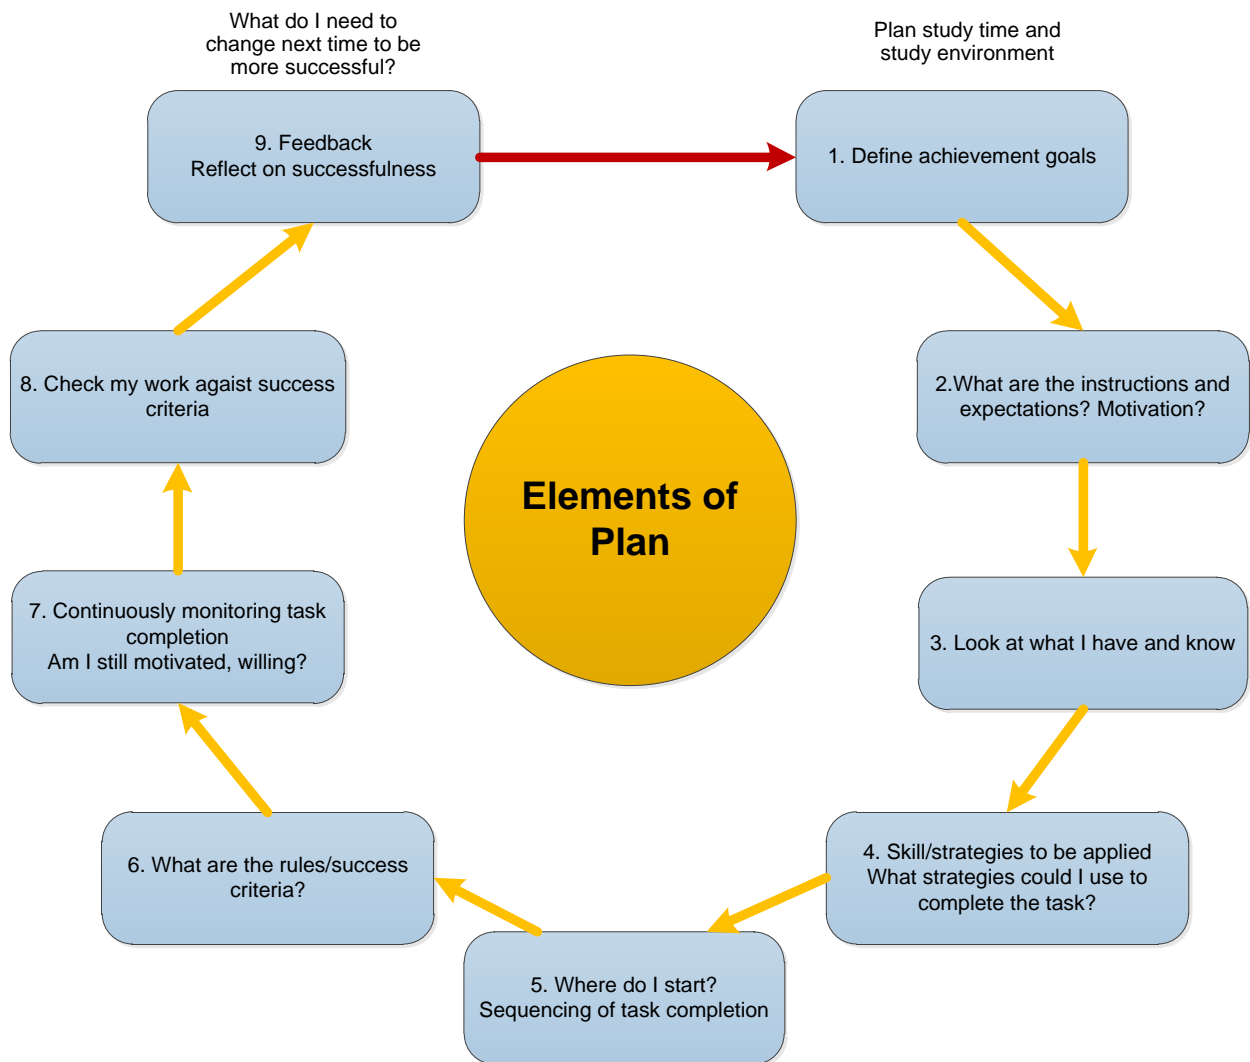 What do I need to
change next time to be
more successful?
Plan study time and
study environment
9. Feedback
Reflect on successfulness
1. Define achievement goals
8. Check my work agaist success
criteria
2.What are the instructions and
expectations? Motivation?
Elements of
Plan
7. Continuously monitoring task
completion
Am I still motivated, willing?
3. Look at what I have and know
6. What are the rules/success
criteria?
4. Skill/strategies to be applied
What strategies could I use to
complete the task?
5. Where do I start?
Sequencing of task completion